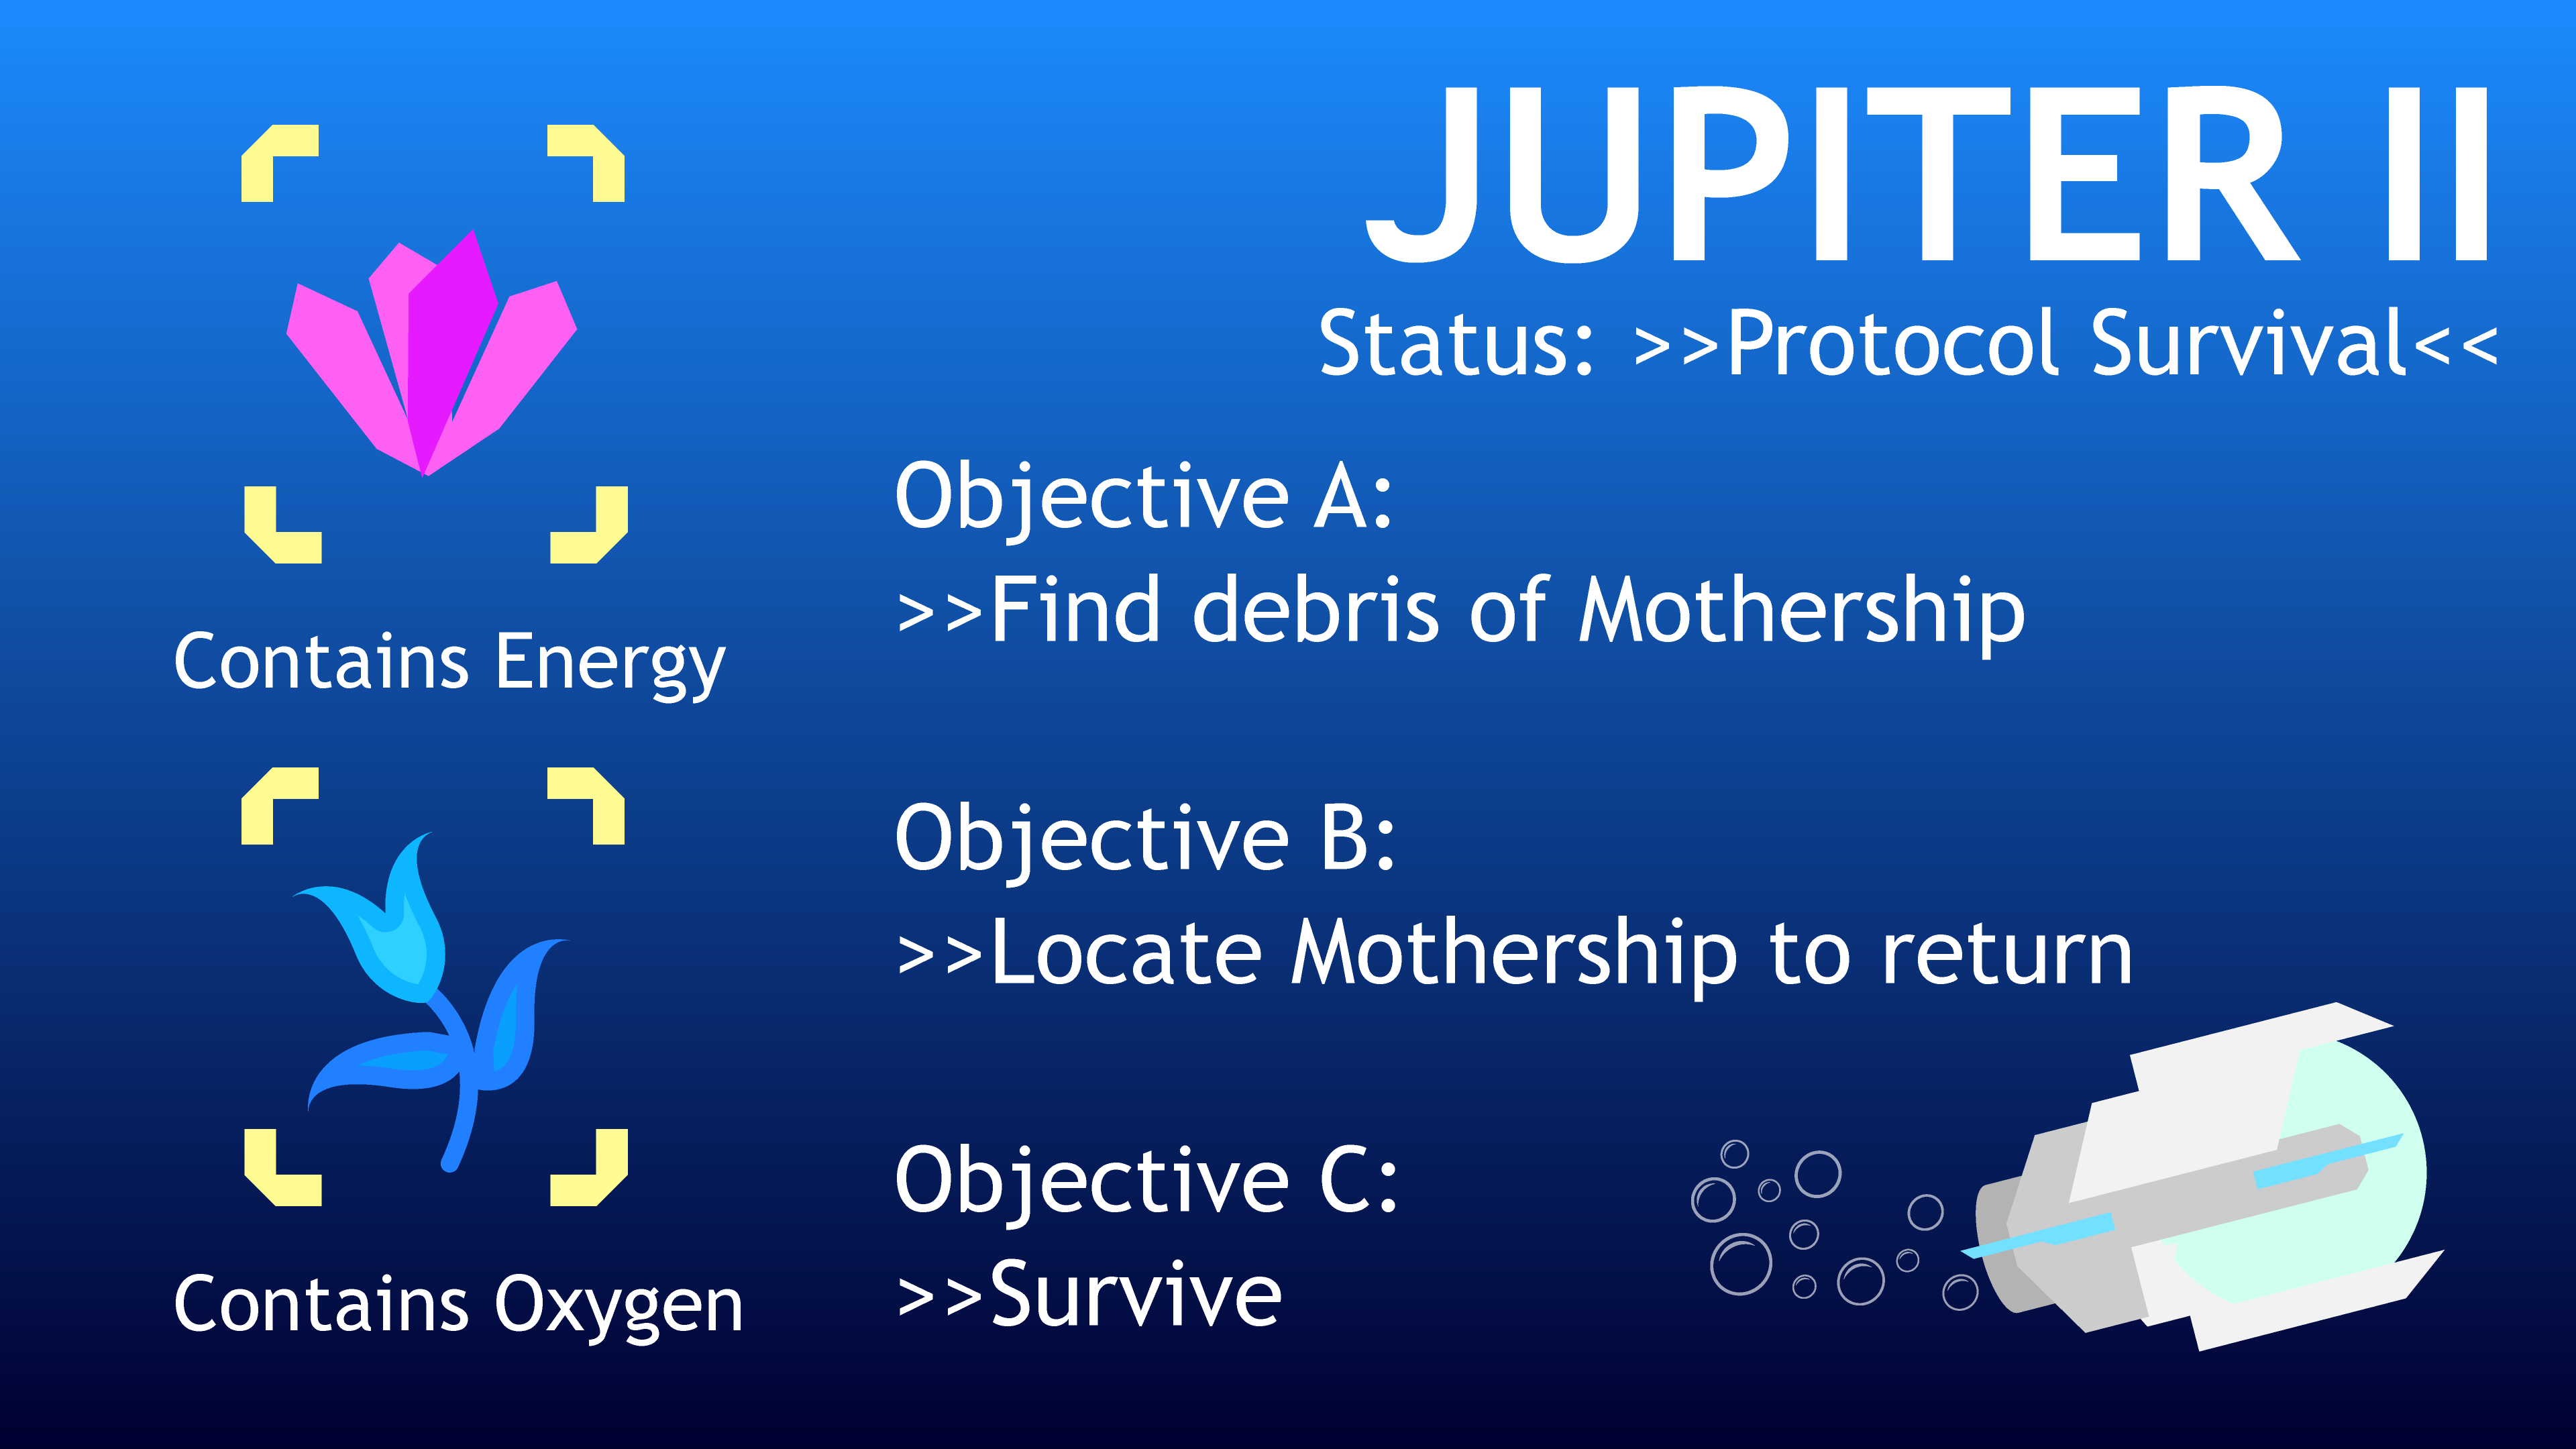 JUPITER II
Status: >>Protocol Survival<<
Objective A:
>>Find debris of Mothership
Contains Energy
Objective B:
>>Locate Mothership to return
Objective C:
>>Survive
Contains Oxygen